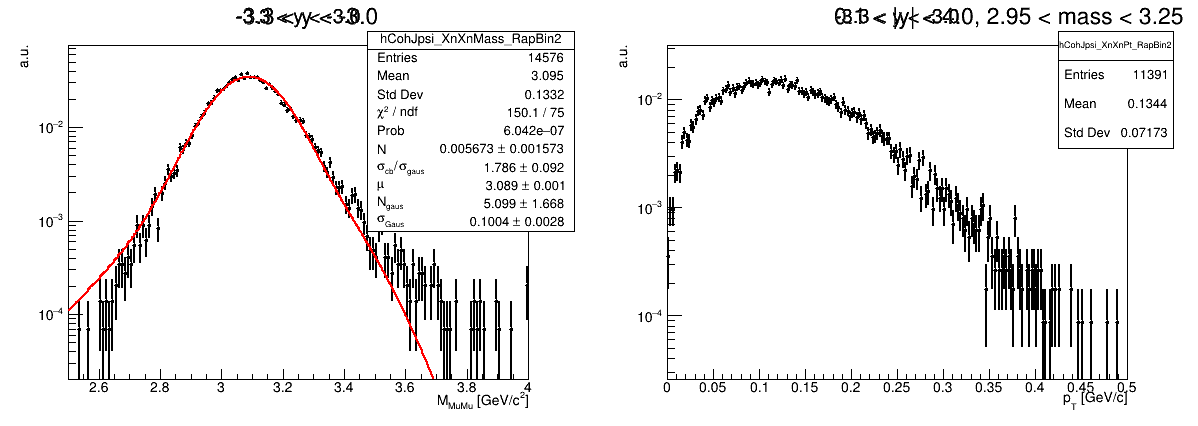 a.u.
hCohJpsi_XnXnMass_RapBin2
Entries 14576
Mean 3.095
Std Dev 0.1332
χ² / ndf 150.1 / 75
Prob 6.042e−07
N 0.005673 ± 0.001573
σcb/σgaus 1.786 ± 0.092
μ 3.089 ± 0.001
Ngaus 5.099 ± 1.668
σGaus 0.1004 ± 0.0028
10−2
10−3
10−4
2.6 2.8 3 3.2 3.4 3.6 3.8 4
MMuMu [GeV/c²]
4.0, 2.95 < mass < 3.25
a.u.
hCohJpsi_XnXnPt_RapBin2
Entries 11391
Mean 0.1344
Std Dev 0.07173
10−2
10−3
10−4
0 0.05 0.1 0.15 0.2 0.25 0.3 0.35 0.4 0.45 0.5
pT [GeV/c]